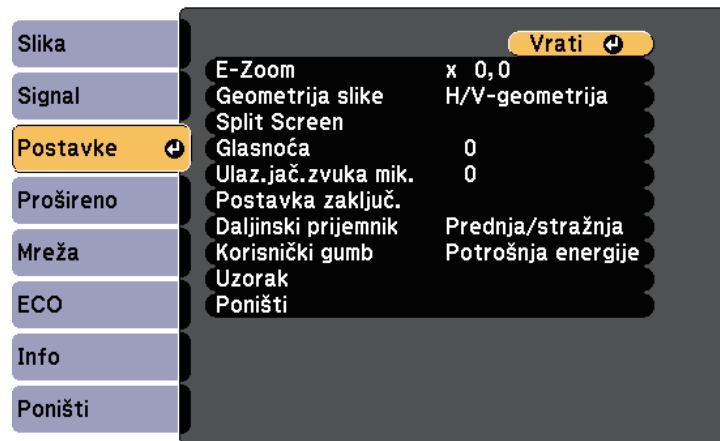 Slika
Signal
Postavke
Prošireno
Mreža
ECO
Info
Poništi
Vrati
E-Zoom x 0,0
Geometrija slike H/V-geometrija
Split Screen
Glasnoća 0
Ulaz.jač.zvuka mik. 0
Postavka zaključ.
Daljinski prijemnik Prednja/stražnja
Korisnički gumb Potrošnja energije
Uzorak
Poništi